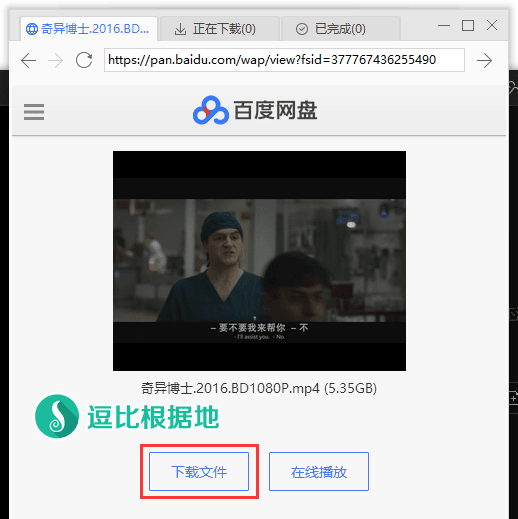 奇异博士.2016.BD... 正在下载(0) 已完成(0)
https://pan.baidu.com/wap/view?fsid=377767436255490
百度网盘
– 要不要我来帮你 – 不
- I'll assist you. - No.
奇异博士.2016.BD1080P.mp4 (5.35GB)
逗比根据地
下载文件 在线播放